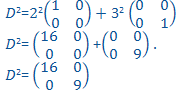 D²=2²(1 0 0 0) + 3² (0 0 0 1)
D²=(16 0 0 0)+(0 0 0 9) .
D²=(16 0 0 9)